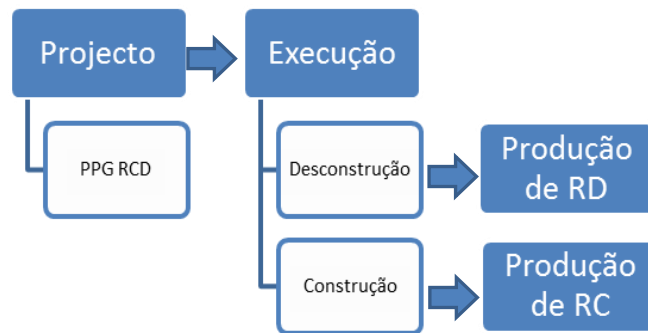 Projecto
Execução
PPG RCD
Desconstrução
Produção
de RD
Construção
Produção
de RC